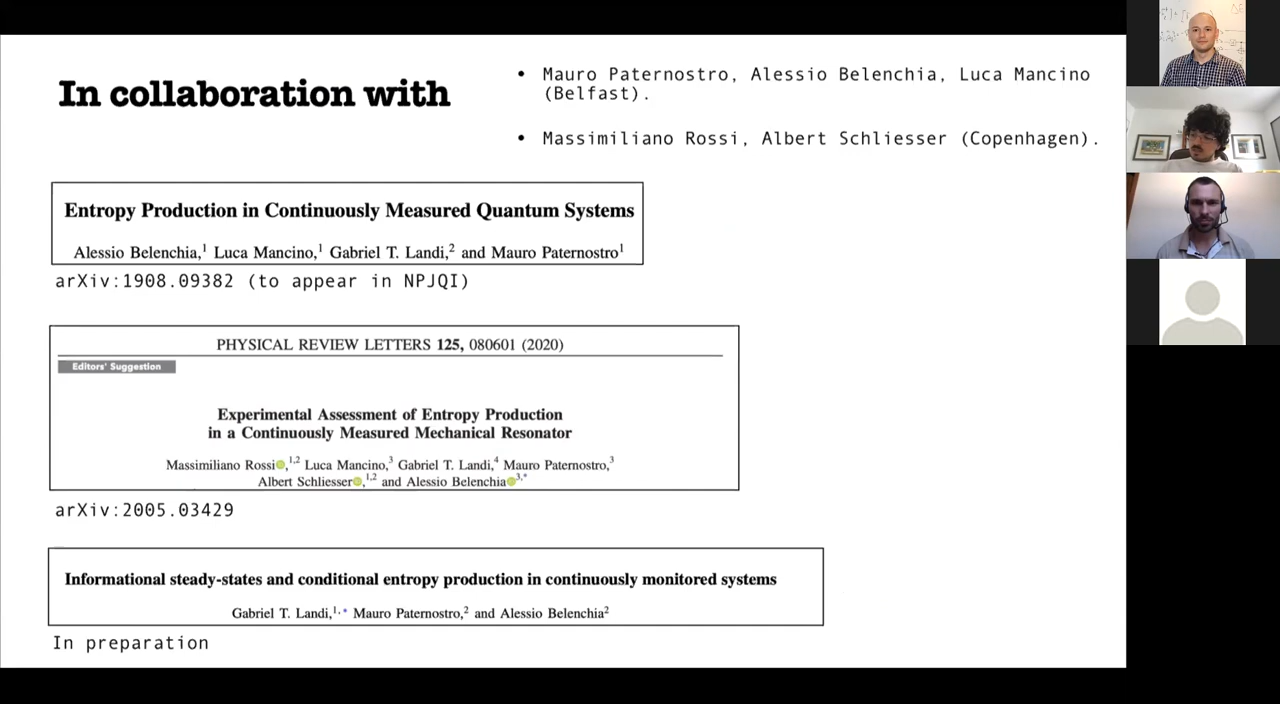 In collaboration with
• Mauro Paternostro, Alessio Belenchia, Luca Mancino
(Belfast).
• Massimiliano Rossi, Albert Schliesser (Copenhagen).
Entropy Production in Continuously Measured Quantum Systems
Alessio Belenchia,¹ Luca Mancino,¹ Gabriel T. Landi,² and Mauro Paternostro¹
arXiv:1908.09382 (to appear in NPJQI)
PHYSICAL REVIEW LETTERS 125, 080601 (2020)
Editors' Suggestion
Experimental Assessment of Entropy Production
in a Continuously Measured Mechanical Resonator
Massimiliano Rossi,¹,² Luca Mancino,³ Gabriel T. Landi,⁴ Mauro Paternostro,³
Albert Schliesser,¹,² and Alessio Belenchia³,*
arXiv:2005.03429
Informational steady-states and conditional entropy production in continuously monitored systems
Gabriel T. Landi,¹,* Mauro Paternostro,² and Alessio Belenchia²
In preparation